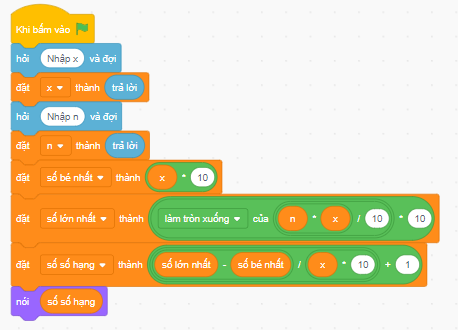 Khi bấm vào
hỏi Nhập x và đợi
đặt x thành trả lời
hỏi Nhập n và đợi
đặt n thành trả lời
đặt số bé nhất thành x * 10
đặt số lớn nhất thành làm tròn xuống của n * x / 10 * 10
đặt số số hạng thành số lớn nhất - số bé nhất / x * 10 + 1
nói số số hạng